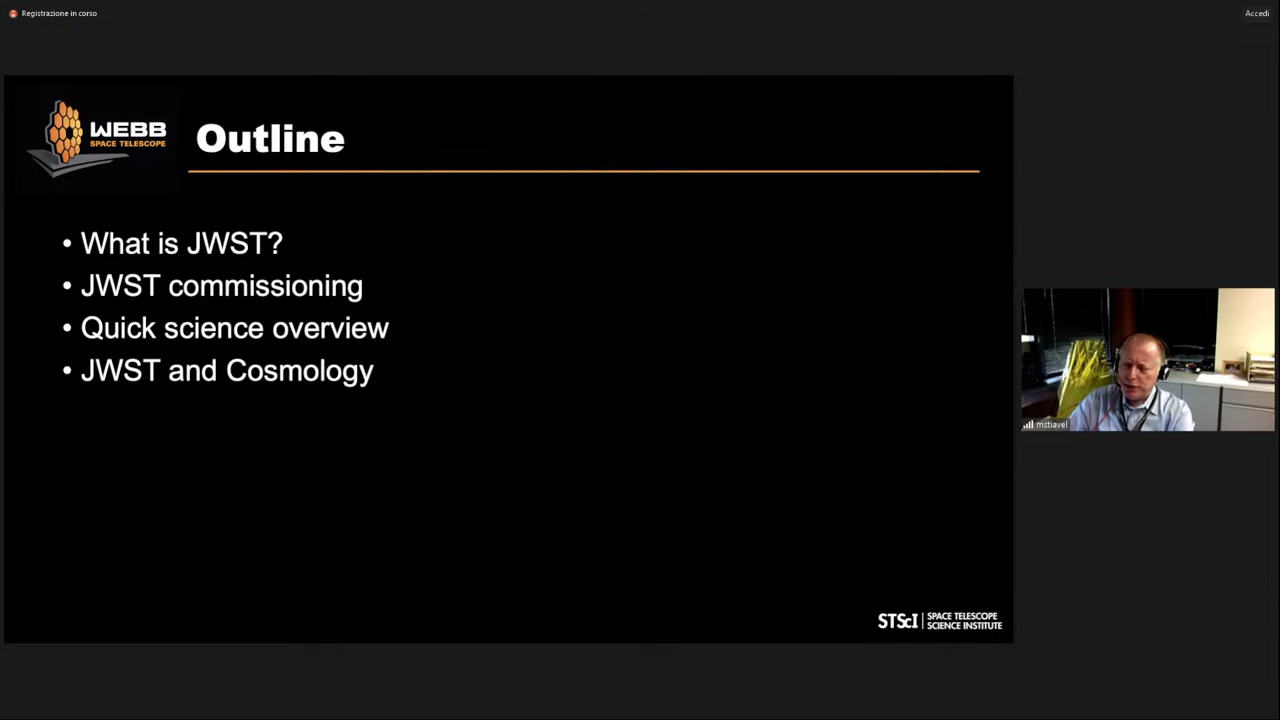 Registrazione in corso
Accedi
WEBB
SPACE TELESCOPE
Outline
• What is JWST?
• JWST commissioning
• Quick science overview
• JWST and Cosmology
mstiavel
STScI | SPACE TELESCOPE
SCIENCE INSTITUTE